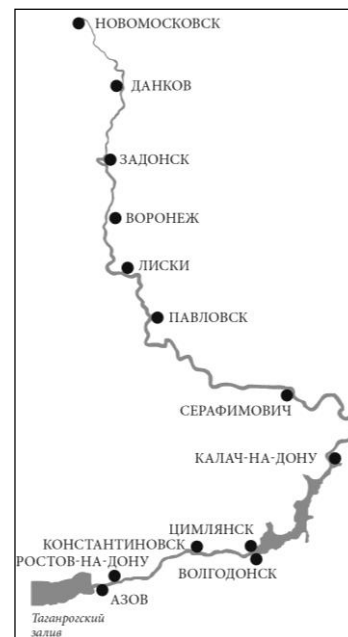 НОВОМОСКОВСК
ДАНКОВ
ЗАДОНСК
ВОРОНЕЖ
ЛИСКИ
ПАВЛОВСК
СЕРАФИМОВИЧ
КАЛАЧ-НА-ДОНУ
ЦИМЛЯНСК
КОНСТАНТИНОВСК
РОСТОВ-НА-ДОНУ
ВОЛГОДОНСК
АЗОВ
Таганрогский
залив